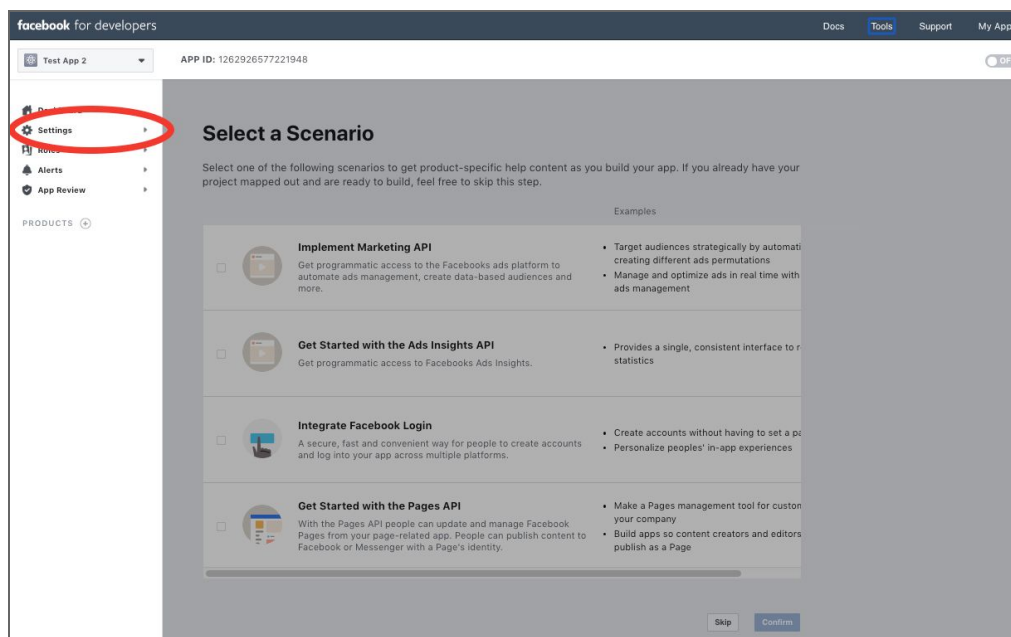 facebook for developers
Docs Tools Support My App
Test App 2
APP ID: 1262926577221948
OF
Dashboard
Settings
Roles
Alerts
App Review
PRODUCTS
Select a Scenario
Select one of the following scenarios to get product-specific help content as you build your app. If you already have your
project mapped out and are ready to build, feel free to skip this step.
Examples
Implement Marketing API
Get programmatic access to the Facebooks ads platform to
automate ads management, create data-based audiences and
more.
• Target audiences strategically by automati
creating different ads permutations
• Manage and optimize ads in real time with
ads management
Get Started with the Ads Insights API
Get programmatic access to Facebooks Ads Insights.
• Provides a single, consistent interface to r
statistics
Integrate Facebook Login
A secure, fast and convenient way for people to create accounts
and log into your app across multiple platforms.
• Create accounts without having to set a pa
• Personalize peoples' in-app experiences
Get Started with the Pages API
With the Pages API people can update and manage Facebook
Pages from your page-related app. People can publish content to
Facebook or Messenger with a Page's identity.
• Make a Pages management tool for custom
your company
• Build apps so content creators and editors
publish as a Page
Skip Confirm